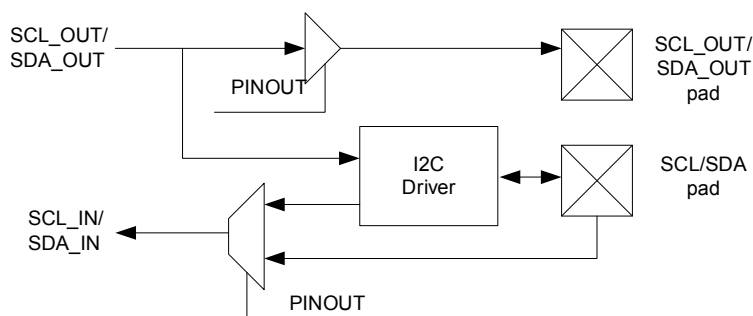 SCL_OUT/
SDA_OUT
PINOUT
SCL_OUT/
SDA_OUT
pad
I2C
Driver
SCL/SDA
pad
SCL_IN/
SDA_IN
PINOUT